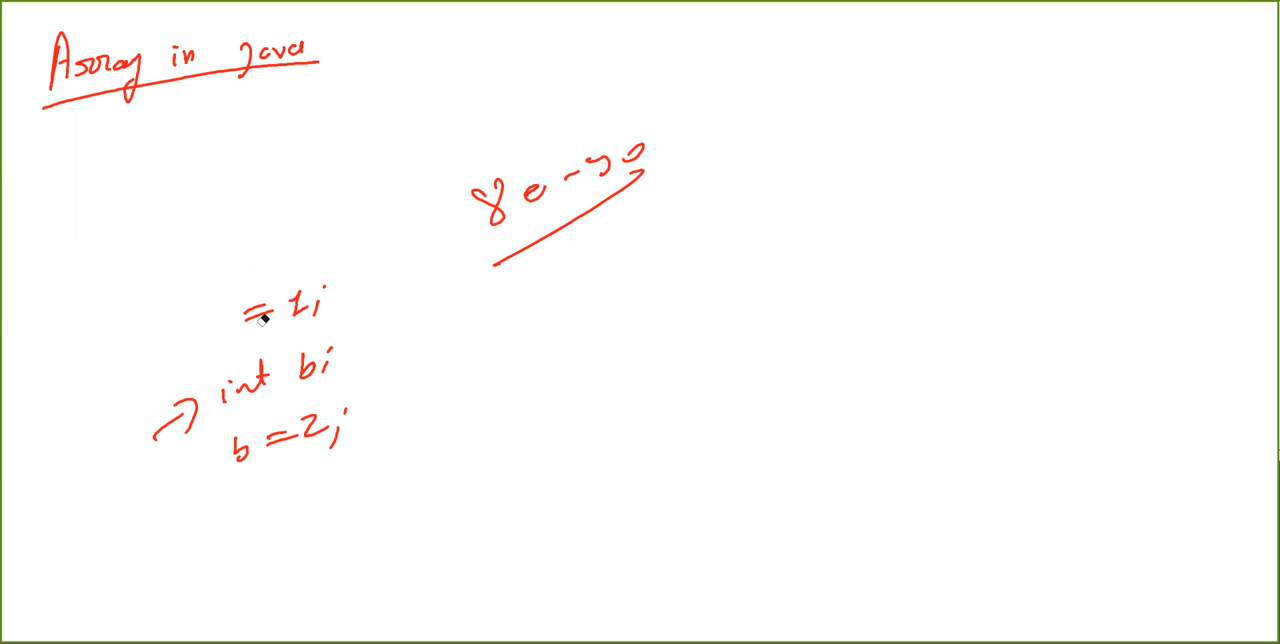 Array in Java
= 1;
int b;
b = 2;